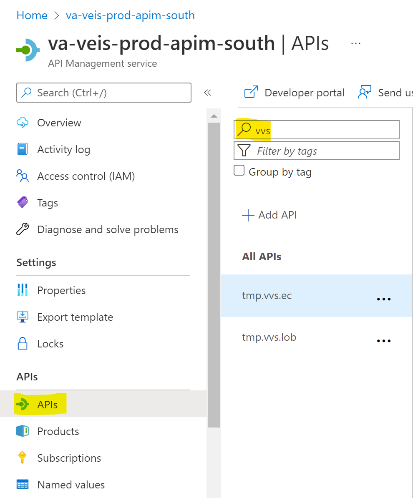 Home > va-veis-prod-apim-south
va-veis-prod-apim-south | APIs ...
API Management service
Search (Ctrl+/)
«
Overview
Activity log
Access control (IAM)
Tags
Diagnose and solve problems
Settings
Properties
Export template
Locks
APIs
APIs
Products
Subscriptions
Named values
Developer portal
Send us
vvs
Filter by tags
Group by tag
+ Add API
All APIs
tmp.vvs.ec ...
tmp.vvs.lob ...